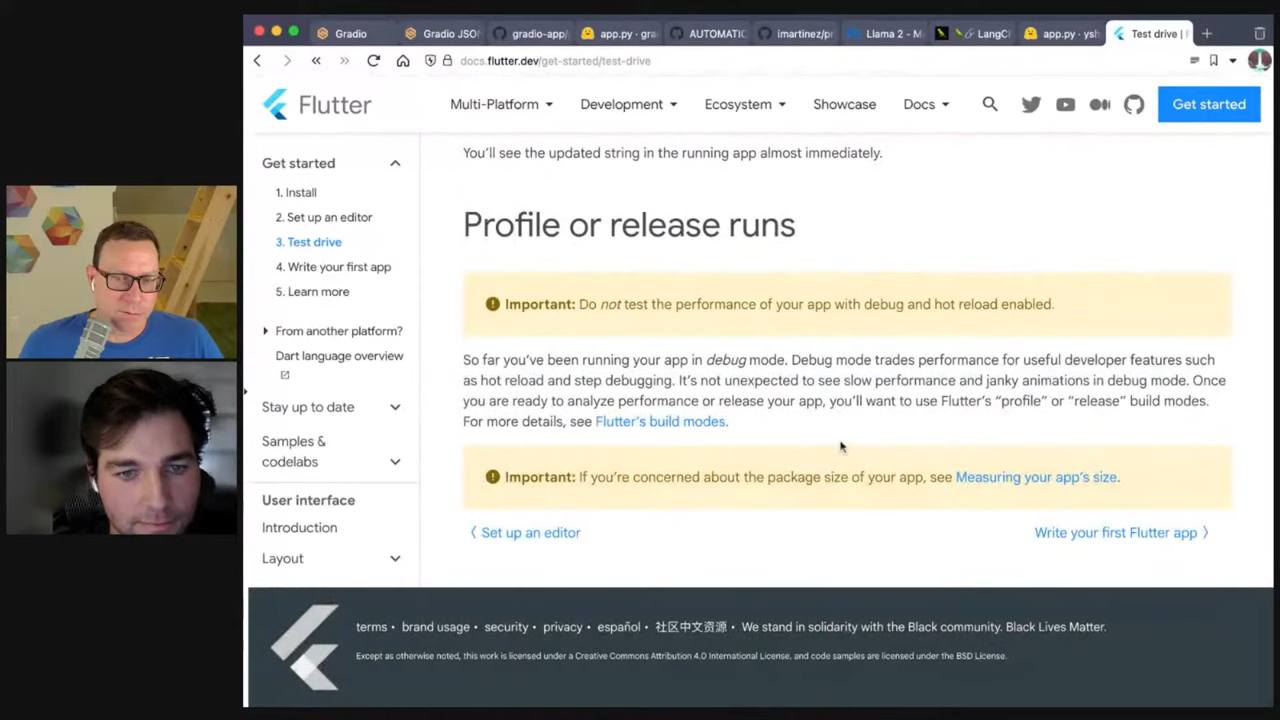 Gradio
Gradio JSO
gradio-app/
app.py · gra
AUTOMATIC
imartinez/pr
Llama 2 - M
LangC
app.py · ysh
Test drive |
docs.flutter.dev/get-started/test-drive
Flutter
Multi-Platform
Development
Ecosystem
Showcase
Docs
Get started
Get started
1. Install
2. Set up an editor
3. Test drive
4. Write your first app
5. Learn more
From another platform?
Dart language overview
Stay up to date
Samples &
codelabs
User interface
Introduction
Layout
You’ll see the updated string in the running app almost immediately.
Profile or release runs
Important: Do not test the performance of your app with debug and hot reload enabled.
So far you’ve been running your app in debug mode. Debug mode trades performance for useful developer features such
as hot reload and step debugging. It’s not unexpected to see slow performance and janky animations in debug mode. Once
you are ready to analyze performance or release your app, you’ll want to use Flutter’s “profile” or “release” build modes.
For more details, see Flutter’s build modes.
Important: If you’re concerned about the package size of your app, see Measuring your app’s size.
〈 Set up an editor
Write your first Flutter app 〉
terms • brand usage • security • privacy • español • 社区中文资源 • We stand in solidarity with the Black community. Black Lives Matter.
Except as otherwise noted, this work is licensed under a Creative Commons Attribution 4.0 International License, and code samples are licensed under the BSD License.